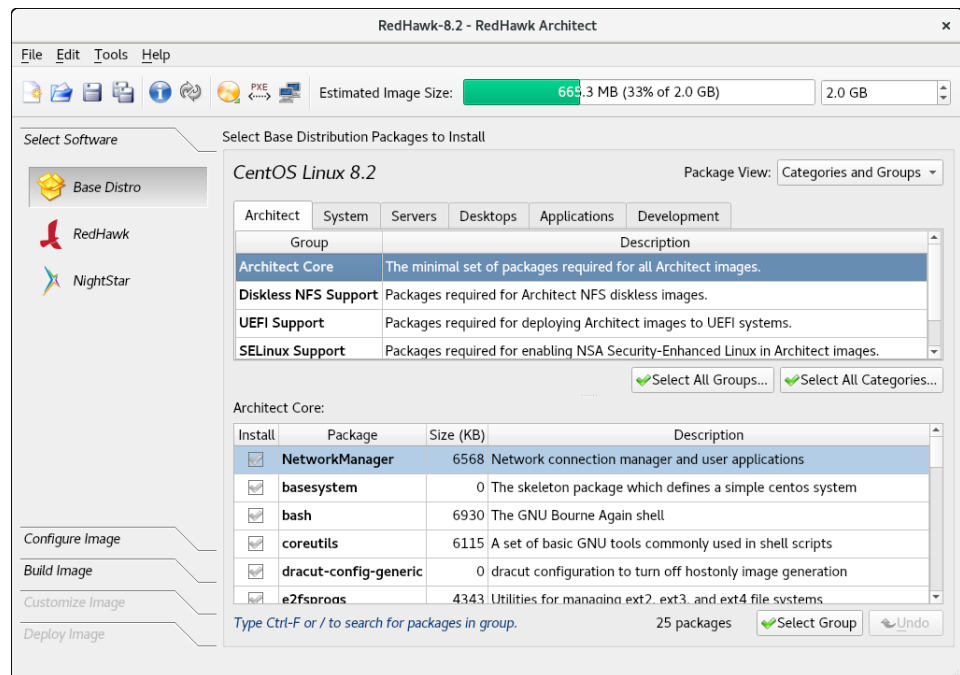 RedHawk-8.2 - RedHawk Architect
File Edit Tools Help
PXE
Estimated Image Size: 665.3 MB (33% of 2.0 GB) 2.0 GB
Select Software
Base Distro
RedHawk
NightStar
Configure Image
Build Image
Customize Image
Deploy Image
Select Base Distribution Packages to Install
CentOS Linux 8.2 Package View: Categories and Groups
Architect System Servers Desktops Applications Development
Group Description
Architect Core The minimal set of packages required for all Architect images.
Diskless NFS Support Packages required for Architect NFS diskless images.
UEFI Support Packages required for deploying Architect images to UEFI systems.
SELinux Support Packages required for enabling NSA Security-Enhanced Linux in Architect images.
Select All Groups... Select All Categories...
Architect Core:
Install Package Size (KB) Description
NetworkManager 6568 Network connection manager and user applications
basesystem 0 The skeleton package which defines a simple centos system
bash 6930 The GNU Bourne Again shell
coreutils 6115 A set of basic GNU tools commonly used in shell scripts
dracut-config-generic 0 dracut configuration to turn off hostonly image generation
e2fsprogs 4343 Utilities for managing ext2, ext3, and ext4 file systems
Type Ctrl-F or / to search for packages in group. 25 packages Select Group Undo